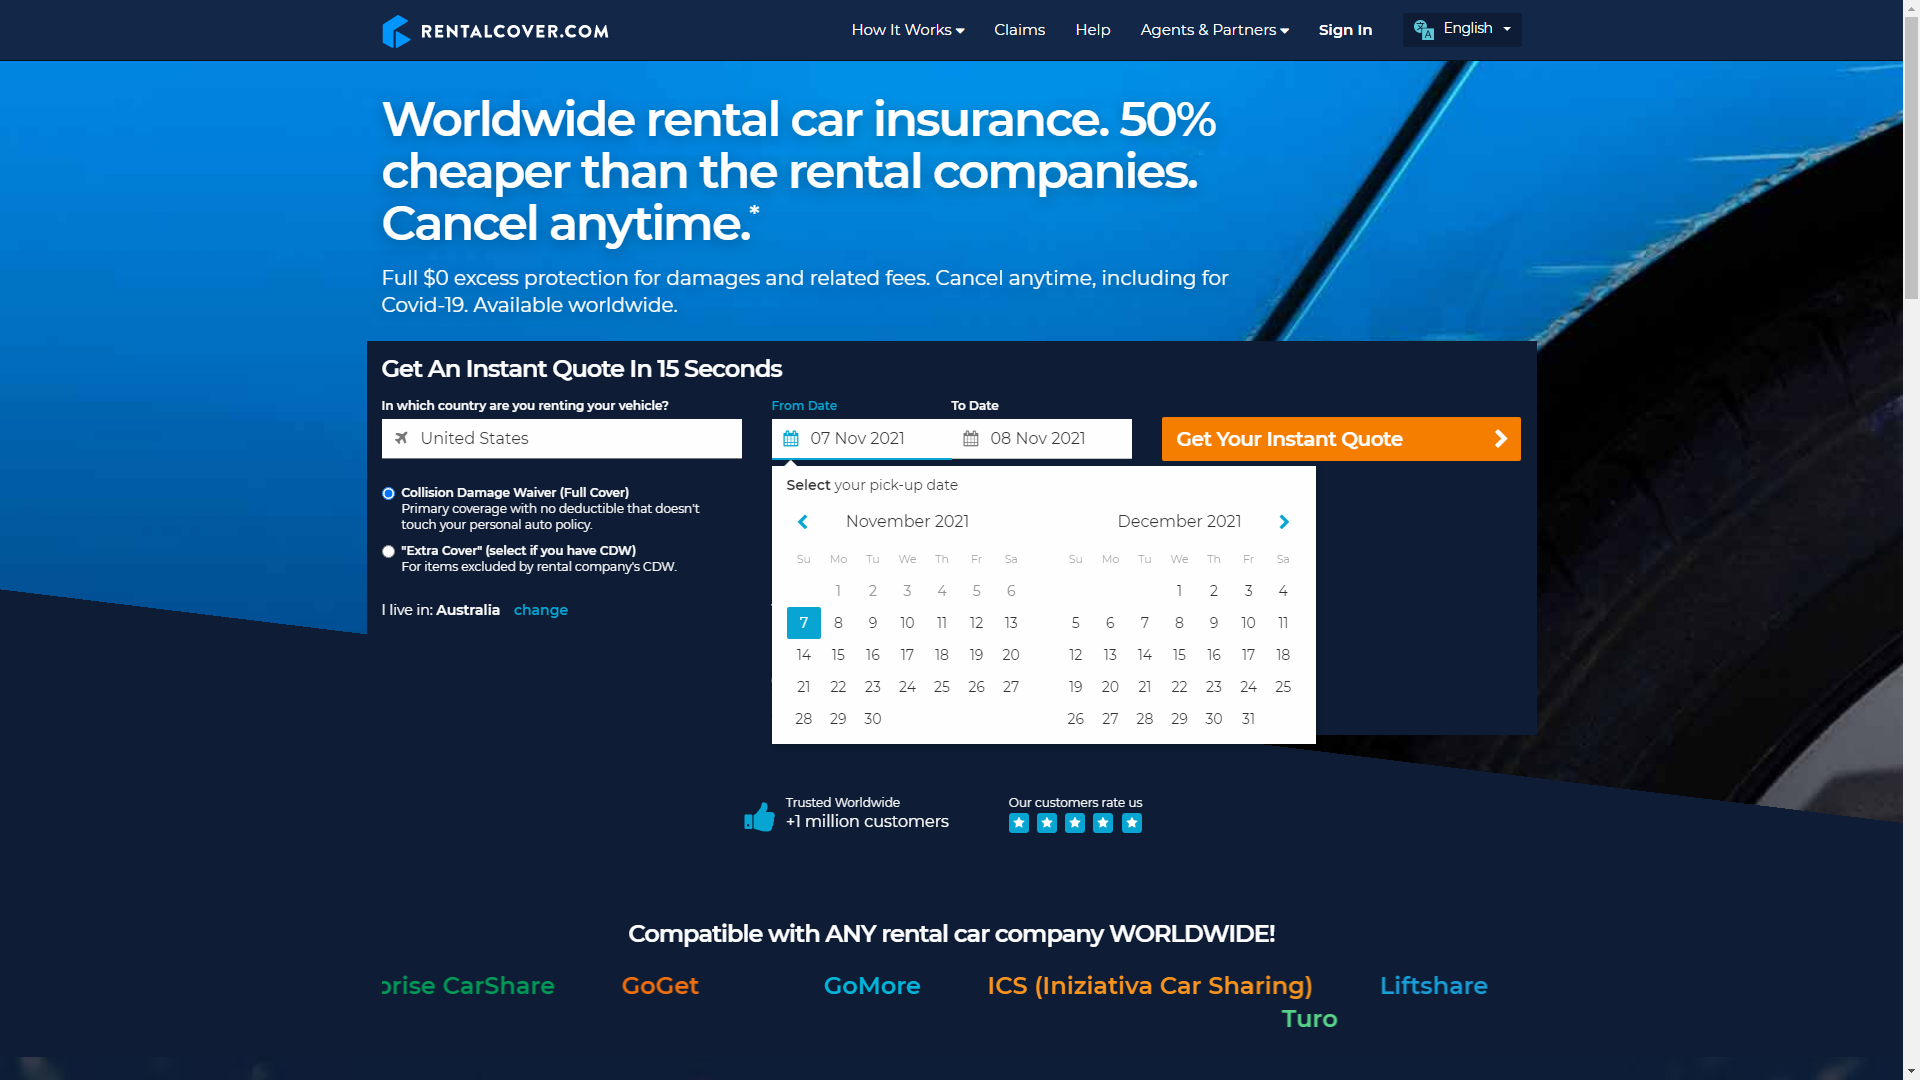 RENTALCOVER.COM
How It Works
Claims
Help
Agents & Partners
Sign In
English
Worldwide rental car insurance. 50%
cheaper than the rental companies.
Cancel anytime.*
Full $0 excess protection for damages and related fees. Cancel anytime, including for
Covid-19. Available worldwide.
Get An Instant Quote In 15 Seconds
In which country are you renting your vehicle?
United States
From Date
To Date
07 Nov 2021
08 Nov 2021
Get Your Instant Quote
Collision Damage Waiver (Full Cover)
Primary coverage with no deductible that doesn't
touch your personal auto policy.
"Extra Cover" (select if you have CDW)
For items excluded by rental company's CDW.
I live in: Australia change
Select your pick-up date
November 2021
Su Mo Tu We Th Fr Sa
1 2 3 4 5 6
7 8 9 10 11 12 13
14 15 16 17 18 19 20
21 22 23 24 25 26 27
28 29 30
December 2021
Su Mo Tu We Th Fr Sa
1 2 3 4
5 6 7 8 9 10 11
12 13 14 15 16 17 18
19 20 21 22 23 24 25
26 27 28 29 30 31
Trusted Worldwide
+1 million customers
Our customers rate us
Compatible with ANY rental car company WORLDWIDE!
prise CarShare
GoGet
GoMore
ICS (Iniziativa Car Sharing)
Liftshare
Turo